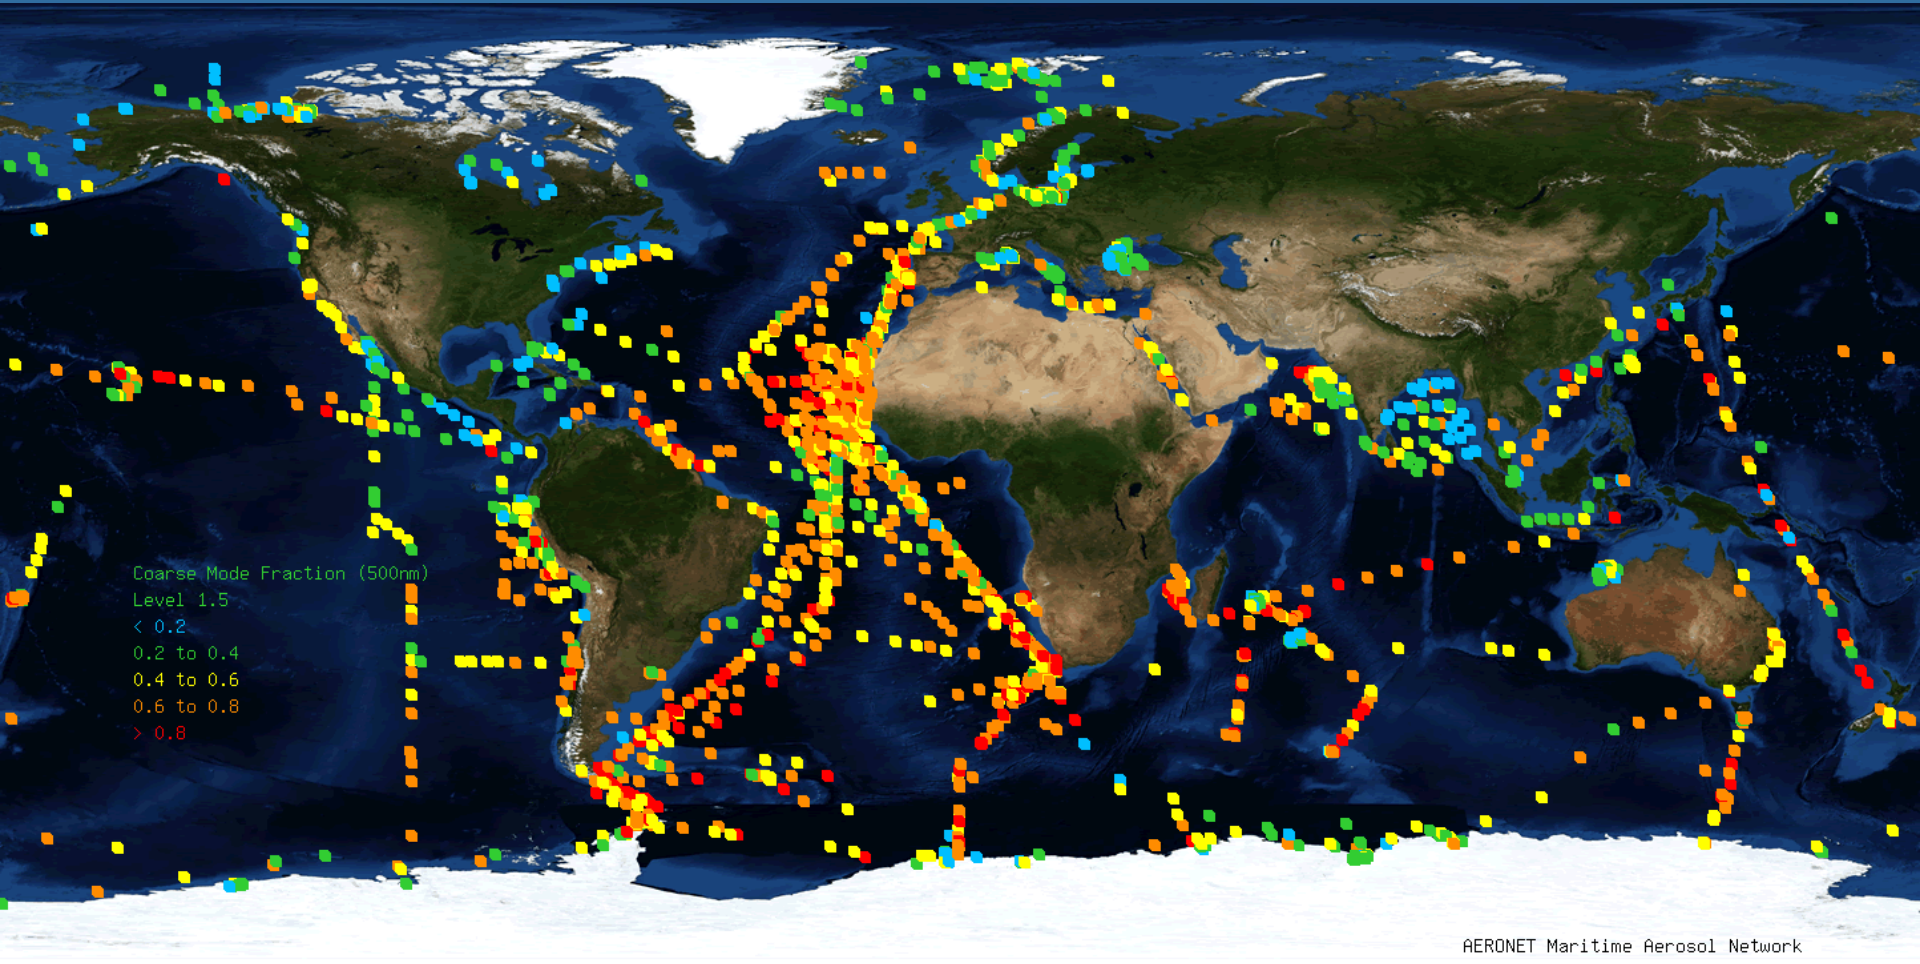 Coarse Mode Fraction (500nm)
Level 1.5
< 0.2
0.2 to 0.4
0.4 to 0.6
0.6 to 0.8
> 0.8
AERONET Maritime Aerosol Network